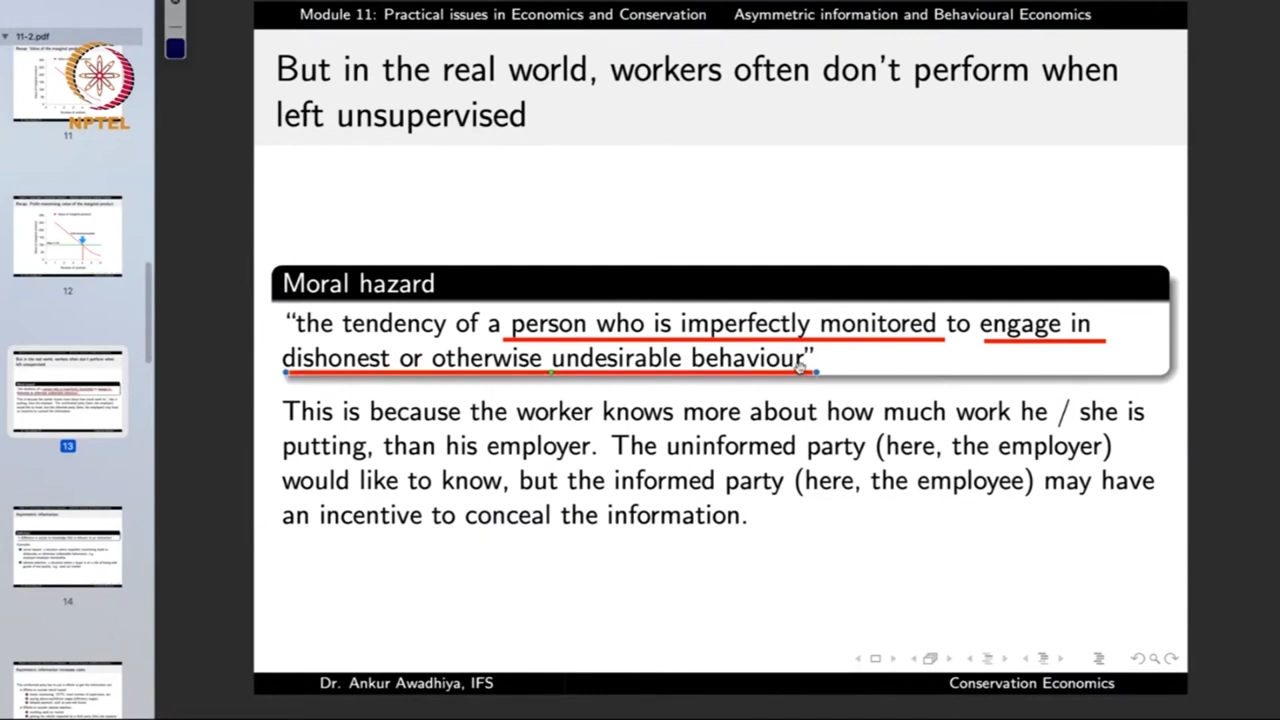 Module 11: Practical issues in Economics and Conservation Asymmetric information and Behavioural Economics
11-2.pdf
NPTEL
11
12
13
14
But in the real world, workers often don't perform when
left unsupervised
Moral hazard
“the tendency of a person who is imperfectly monitored to engage in
dishonest or otherwise undesirable behaviour”
This is because the worker knows more about how much work he / she is
putting, than his employer. The uninformed party (here, the employer)
would like to know, but the informed party (here, the employee) may have
an incentive to conceal the information.
Dr. Ankur Awadhiya, IFS Conservation Economics